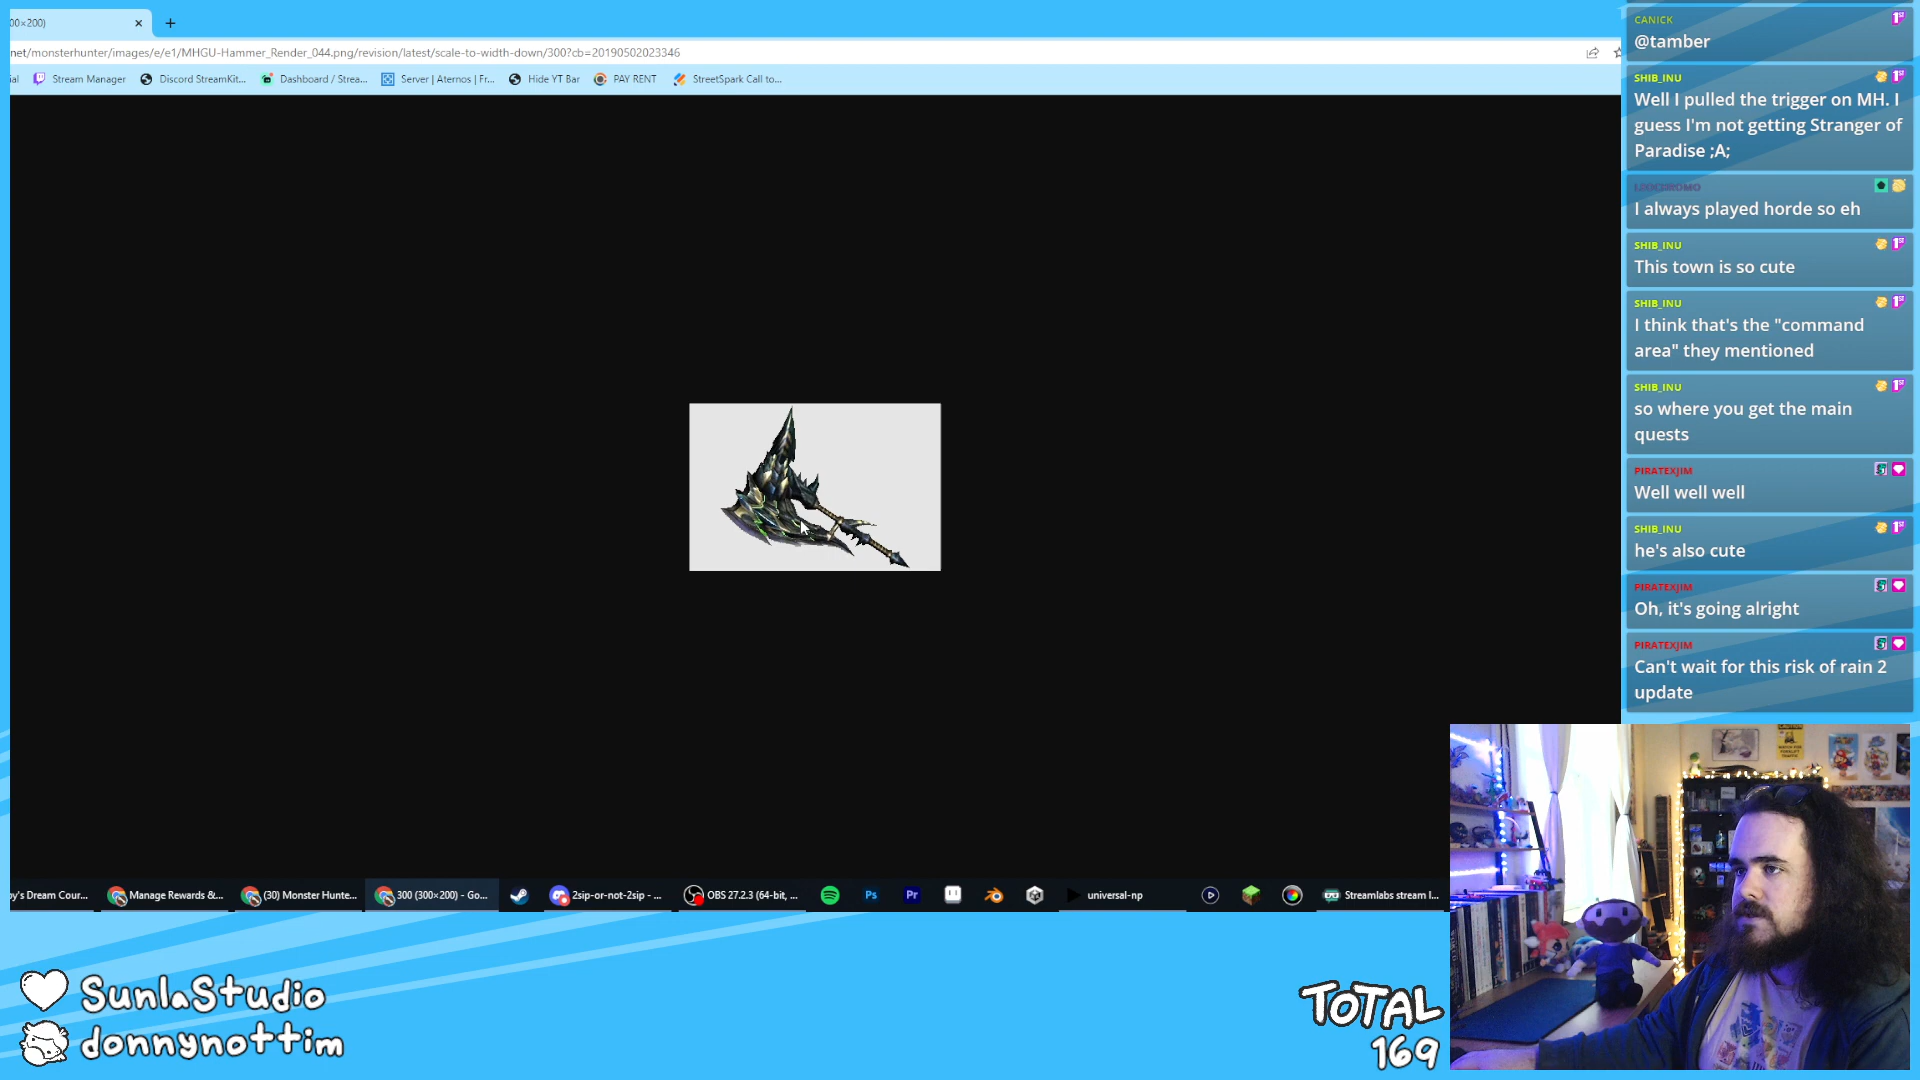 00×200)
net/monsterhunter/images/e/e1/MHGU-Hammer_Render_044.png/revision/latest/scale-to-width-down/300?cb=20190502023346
ial Stream Manager Discord StreamKit... Dashboard / Strea... Server | Aternos | Fr... Hide YT Bar PAY RENT StreetSpark Call to...
CANICK
@tamber
SHIB_INU
Well I pulled the trigger on MH. I
guess I'm not getting Stranger of
Paradise ;A;
I always played horde so eh
SHIB_INU
This town is so cute
SHIB_INU
I think that's the "command
area" they mentioned
SHIB_INU
so where you get the main
quests
PIRATEXJIM
Well well well
SHIB_INU
he's also cute
PIRATEXJIM
Oh, it's going alright
PIRATEXJIM
Can't wait for this risk of rain 2
update
y's Dream Cour... Manage Rewards &... (30) Monster Hunte... 300 (300×200) - Go... 2sip-or-not-2sip - ... OBS 27.2.3 (64-bit, ... Ps Pr universal-np Streamlabs stream l...
SunlaStudio
donnynottim
TOTAL
169